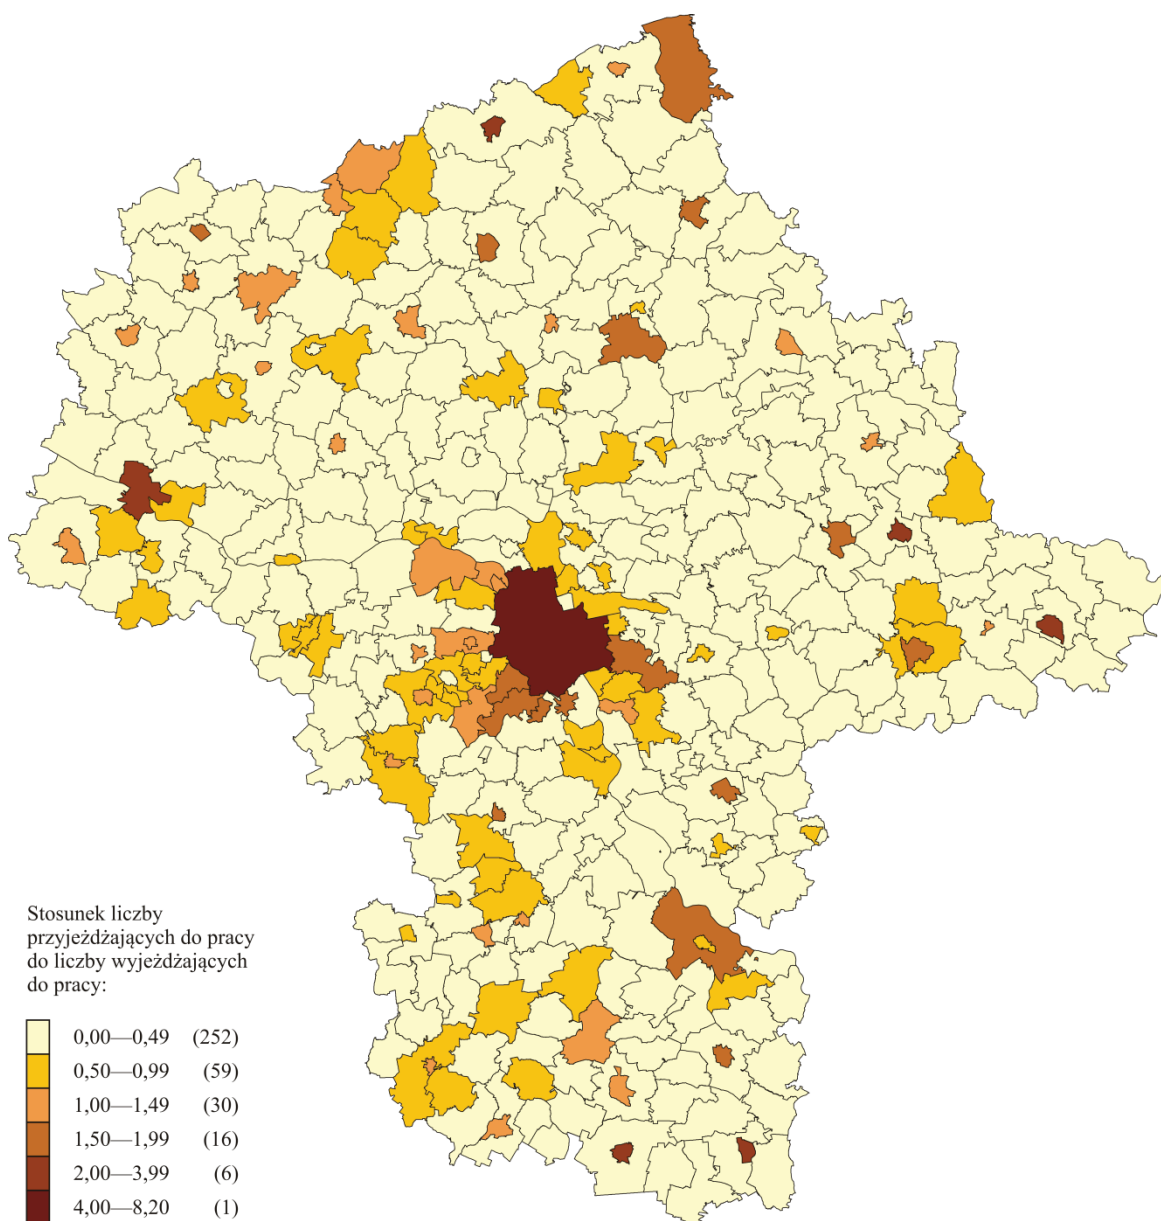 Stosunek liczby
przyjeżdżających do pracy
do liczby wyjeżdżających
do pracy:
0,00—0,49 (252)
0,50—0,99 (59)
1,00—1,49 (30)
1,50—1,99 (16)
2,00—3,99 (6)
4,00—8,20 (1)